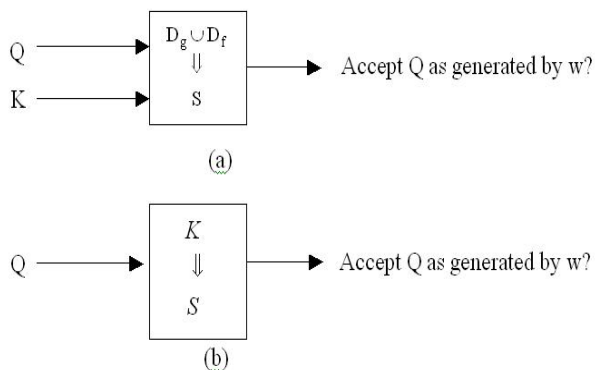 Q
K
D_g ∪ D_f
⇓
S
Accept Q as generated by w?
(a)
Q
K
⇓
S
Accept Q as generated by w?
(b)